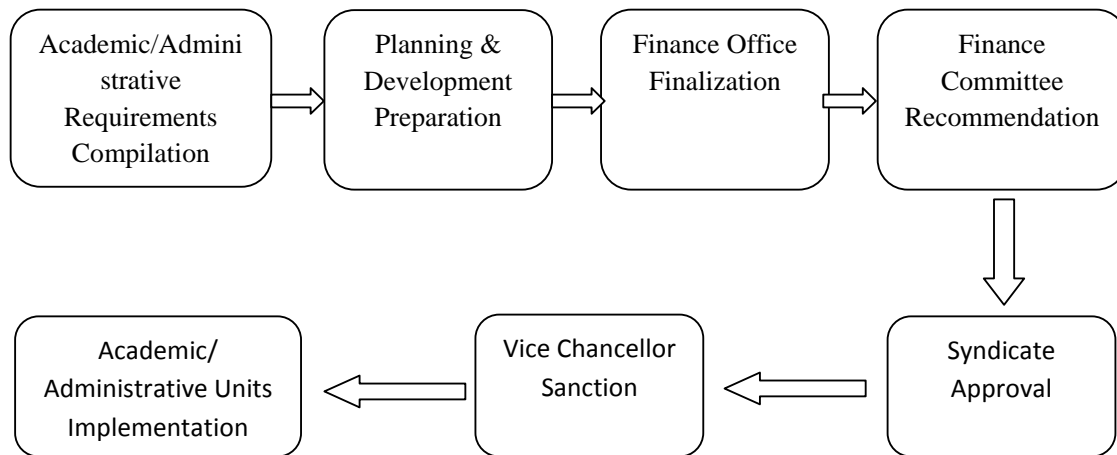 Academic/Admini
strative
Requirements
Compilation
Planning &
Development
Preparation
Finance Office
Finalization
Finance
Committee
Recommendation
Syndicate
Approval
Vice Chancellor
Sanction
Academic/
Administrative Units
Implementation